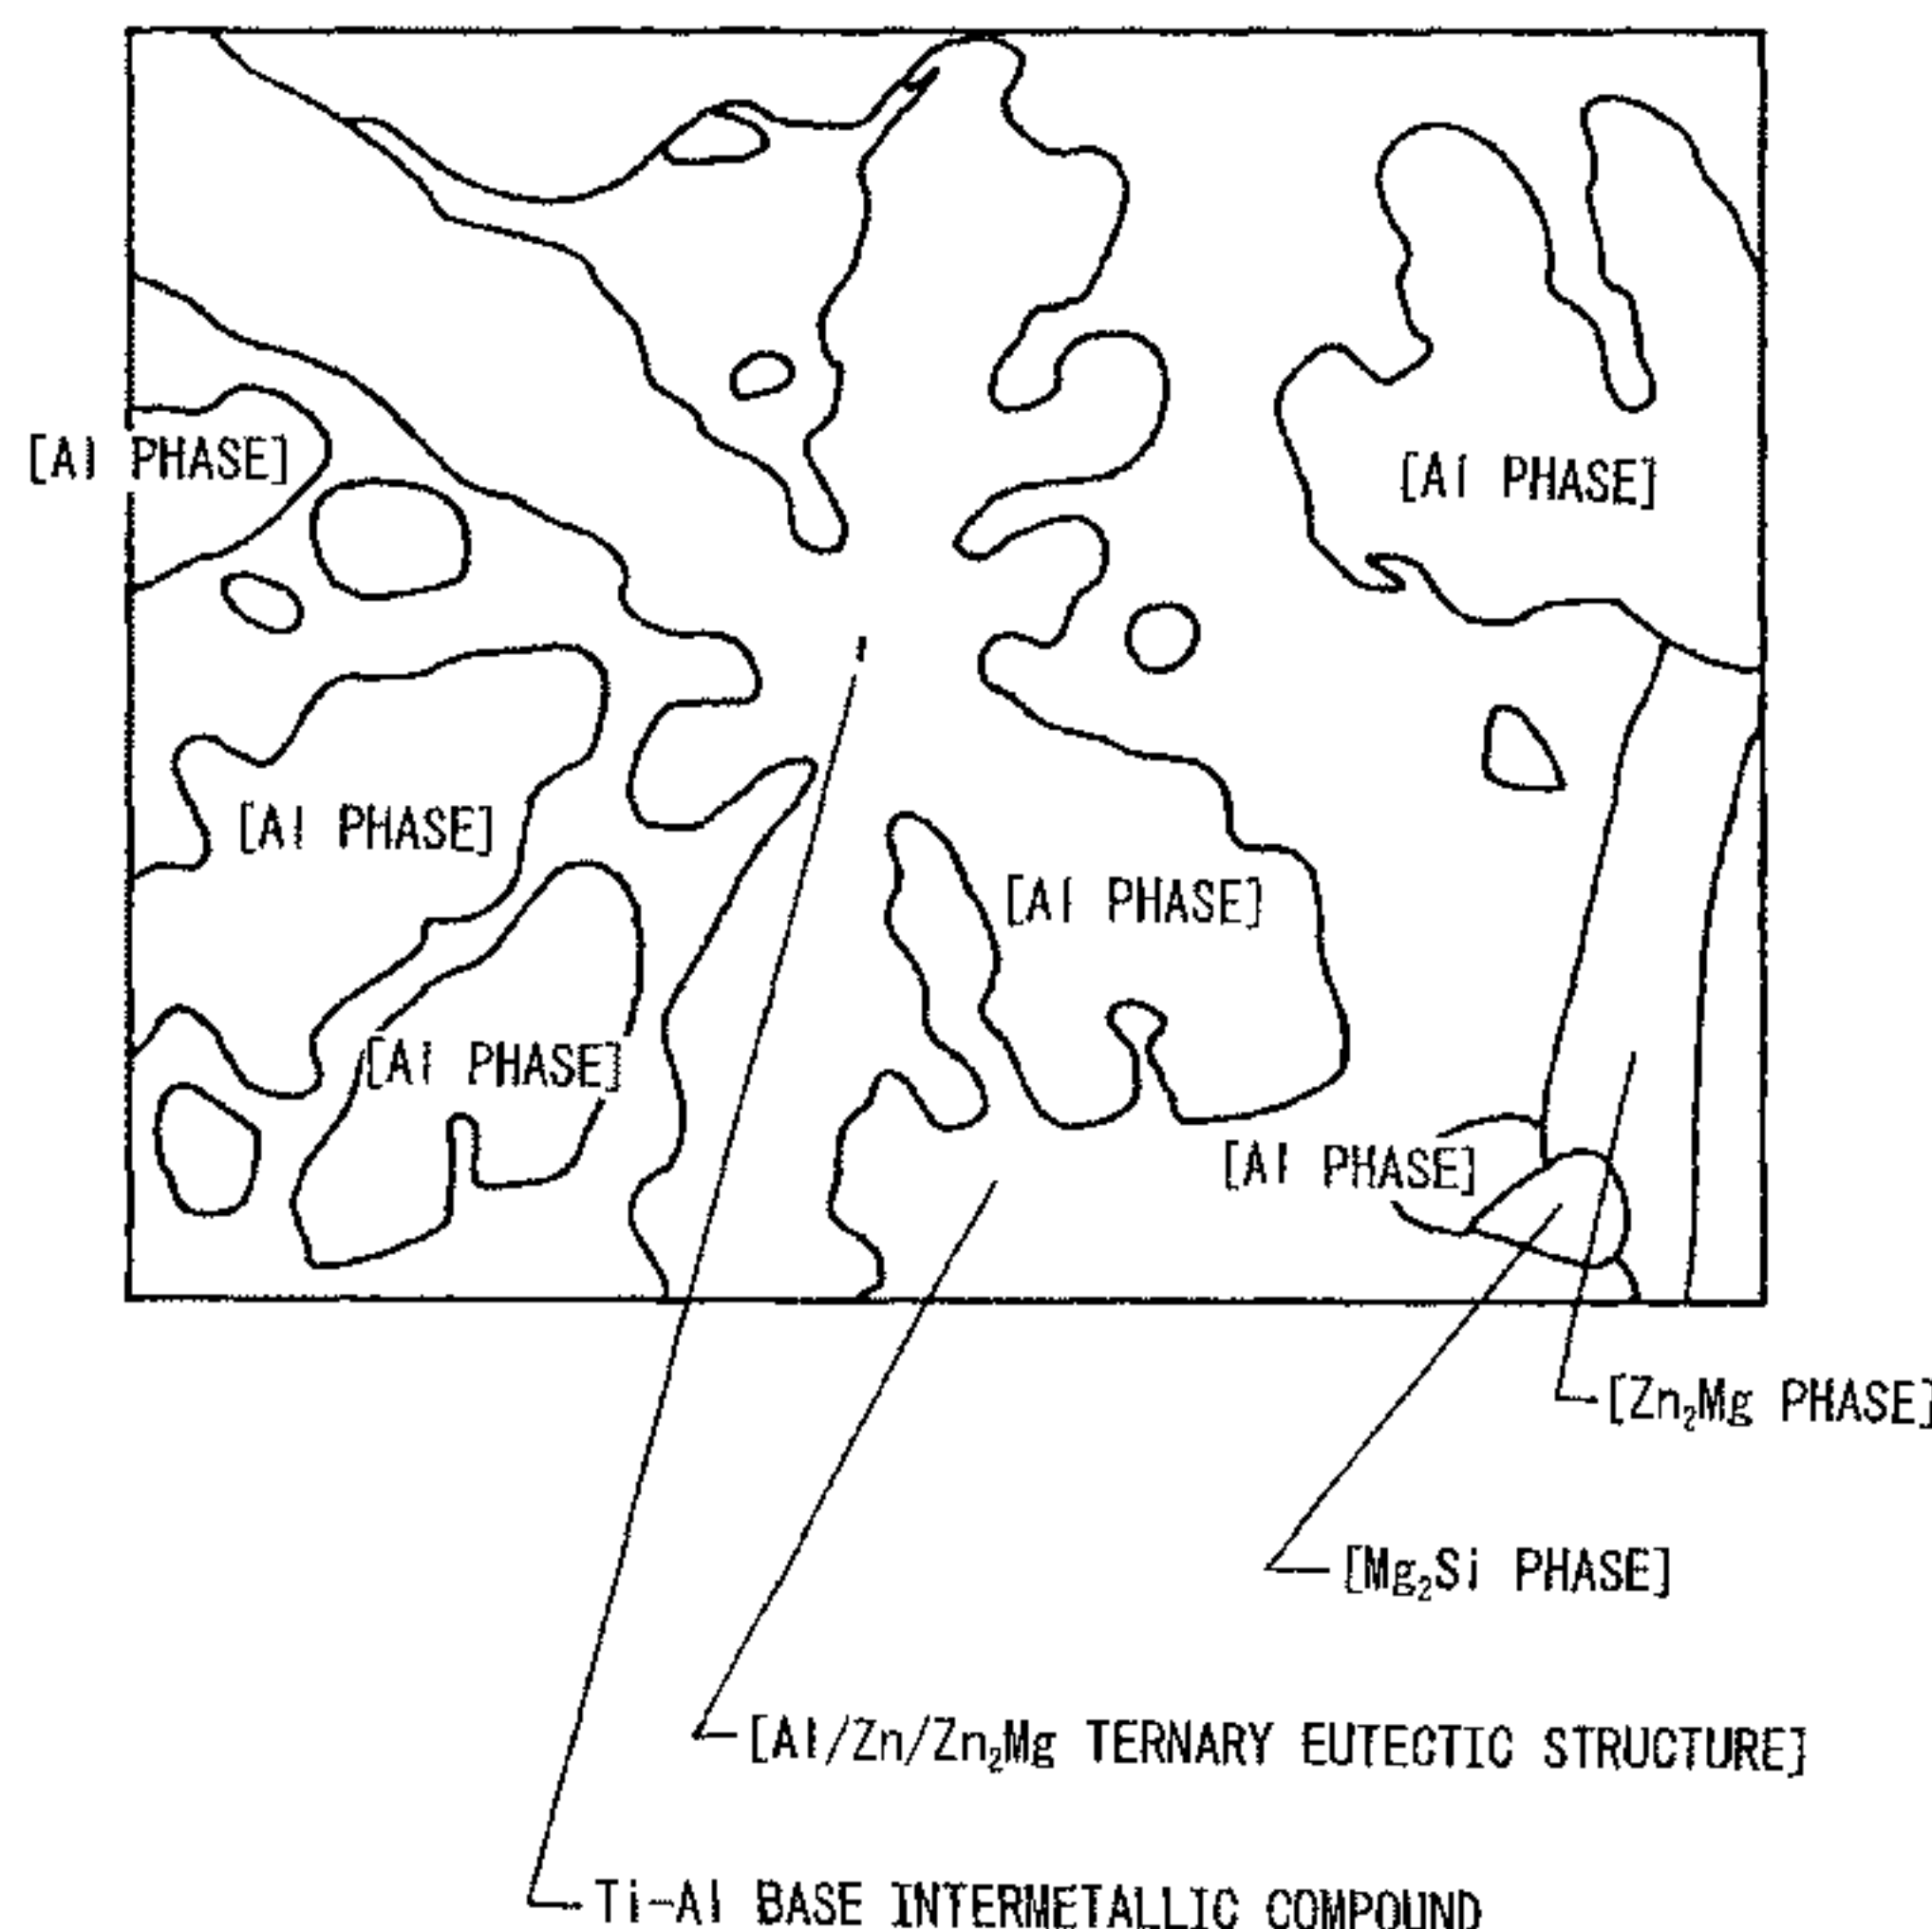 [Al PHASE]
[Al PHASE]
[Al PHASE]
[Al PHASE]
[Al PHASE]
[Al PHASE]
[Zn₂Mg PHASE]
[Mg₂Si PHASE]
[Al/Zn/Zn₂Mg TERNARY EUTECTIC STRUCTURE]
Ti-Al BASE INTERMETALLIC COMPOUND